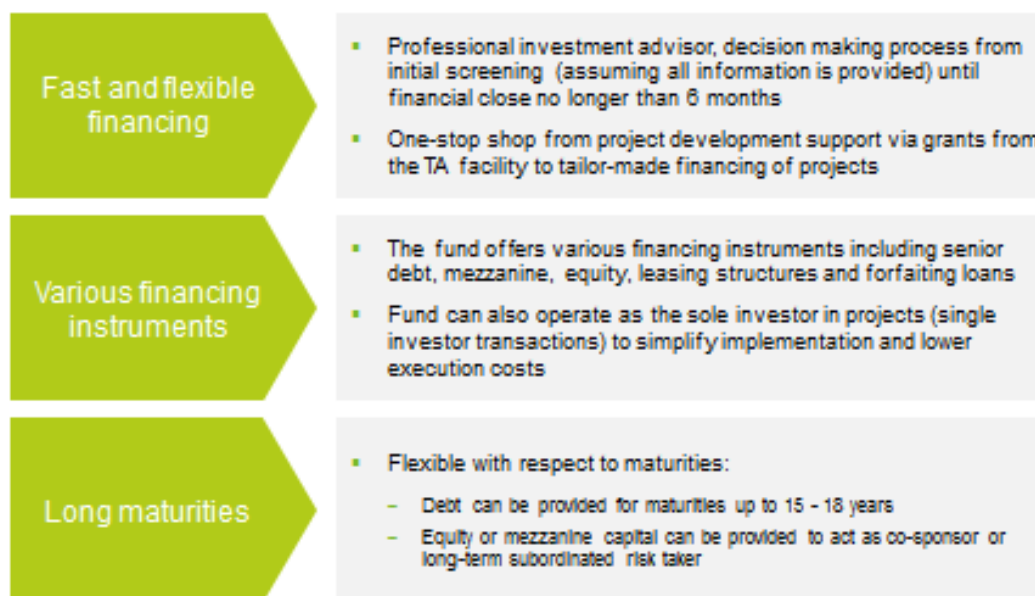 Fast and flexible
financing
Professional investment advisor, decision making process from
initial screening (assuming all information is provided) until
financial close no longer than 6 months
One-stop shop from project development support via grants from
the TA facility to tailor-made financing of projects
Various financing
instruments
The fund offers various financing instruments including senior
debt, mezzanine, equity, leasing structures and forfaiting loans
Fund can also operate as the sole investor in projects (single
investor transactions) to simplify implementation and lower
execution costs
Long maturities
Flexible with respect to maturities:
– Debt can be provided for maturities up to 15 - 18 years
– Equity or mezzanine capital can be provided to act as co-sponsor or
long-term subordinated risk taker